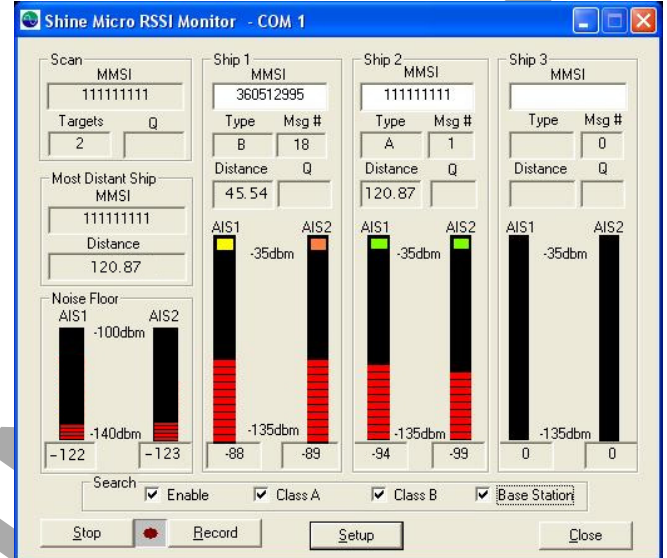 Shine Micro RSSI Monitor - COM 1
Scan
MMSI
111111111
Targets Q
2
Most Distant Ship
MMSI
111111111
Distance
120.87
Noise Floor
AIS1 AIS2
-100dbm
-140dbm
-122 -123
Ship 1
MMSI
360512995
Type Msg #
B 18
Distance Q
45.54
AIS1 AIS2
-35dbm
-135dbm
-88 -89
Ship 2
MMSI
111111111
Type Msg #
A 1
Distance Q
120.87
AIS1 AIS2
-35dbm
-135dbm
-94 -99
Ship 3
MMSI
Type Msg #
0
Distance Q
AIS1 AIS2
-35dbm
-135dbm
0 0
Search
Enable Class A Class B Base Station
Stop Record Setup Close